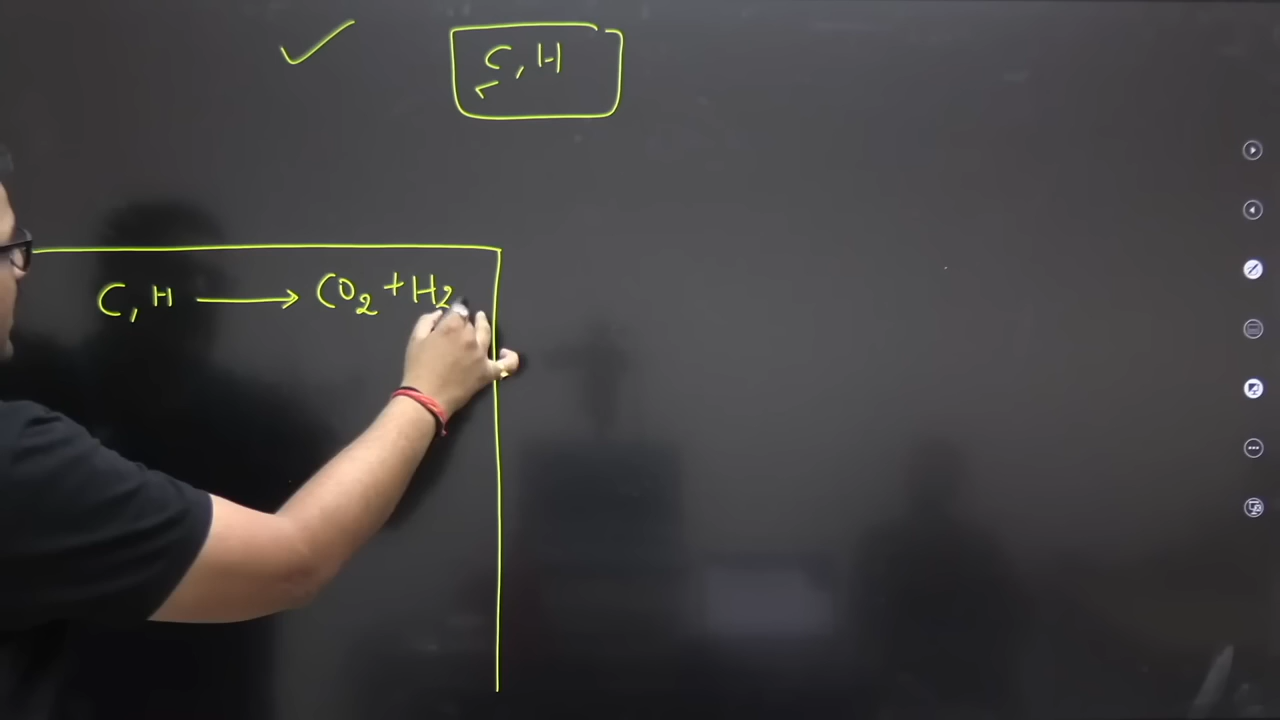 C, H
C, H ⟶ CO2 + H2